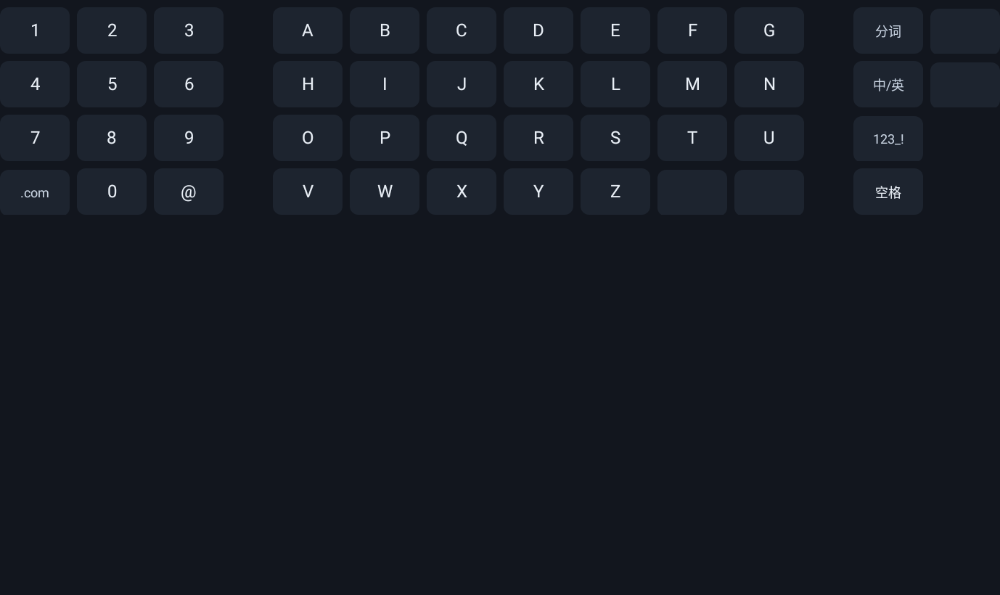 1 2 3 A B C D E F G 分词
4 5 6 H I J K L M N 中/英
7 8 9 O P Q R S T U 123_!
.com 0 @ V W X Y Z 空格